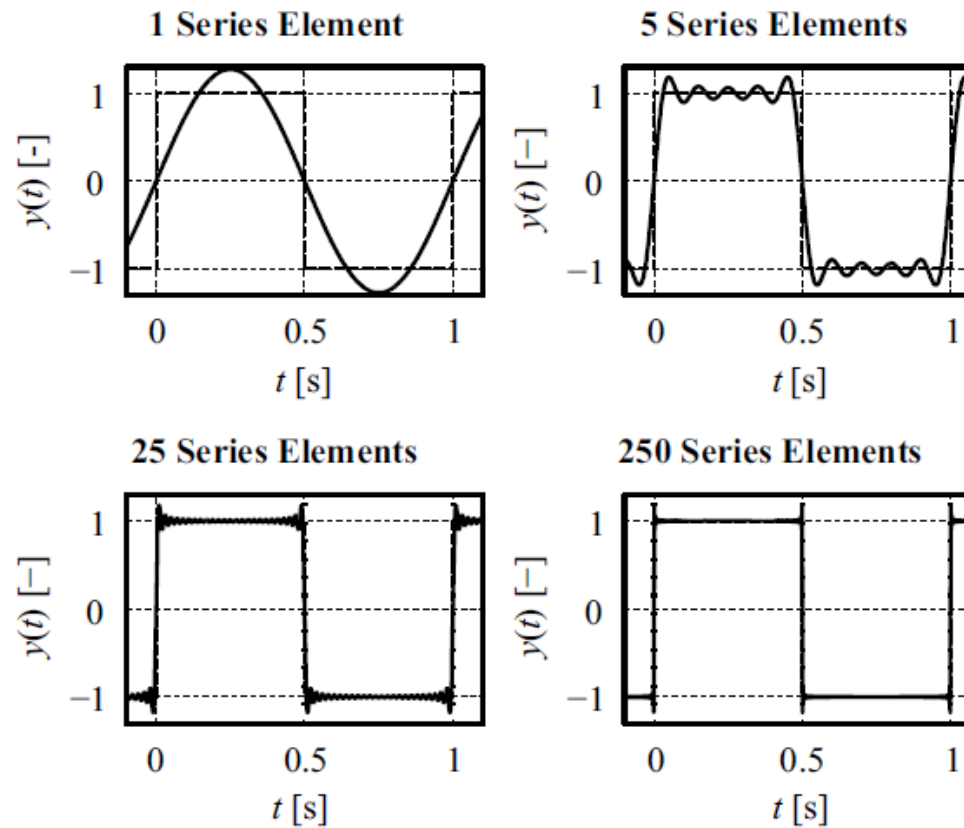 1 Series Element
y(t) [-]
1
0
−1
0
0.5
1
t [s]
5 Series Elements
y(t) [−]
1
0
−1
0
0.5
1
t [s]
25 Series Elements
y(t) [−]
1
0
−1
0
0.5
1
t [s]
250 Series Elements
y(t) [−]
1
0
−1
0
0.5
1
t [s]